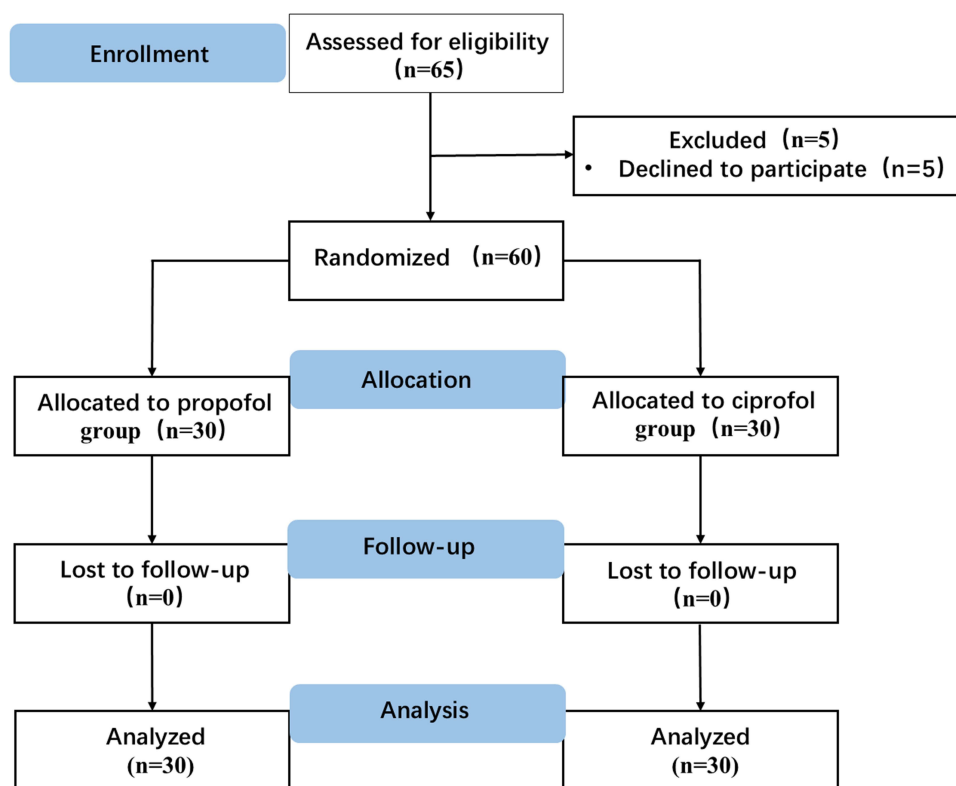 Enrollment
Assessed for eligibility
(n=65)
Excluded (n=5)
• Declined to participate (n=5)
Randomized (n=60)
Allocation
Allocated to propofol
group (n=30)
Allocated to ciprofol
group (n=30)
Follow-up
Lost to follow-up
(n=0)
Lost to follow-up
(n=0)
Analysis
Analyzed
(n=30)
Analyzed
(n=30)